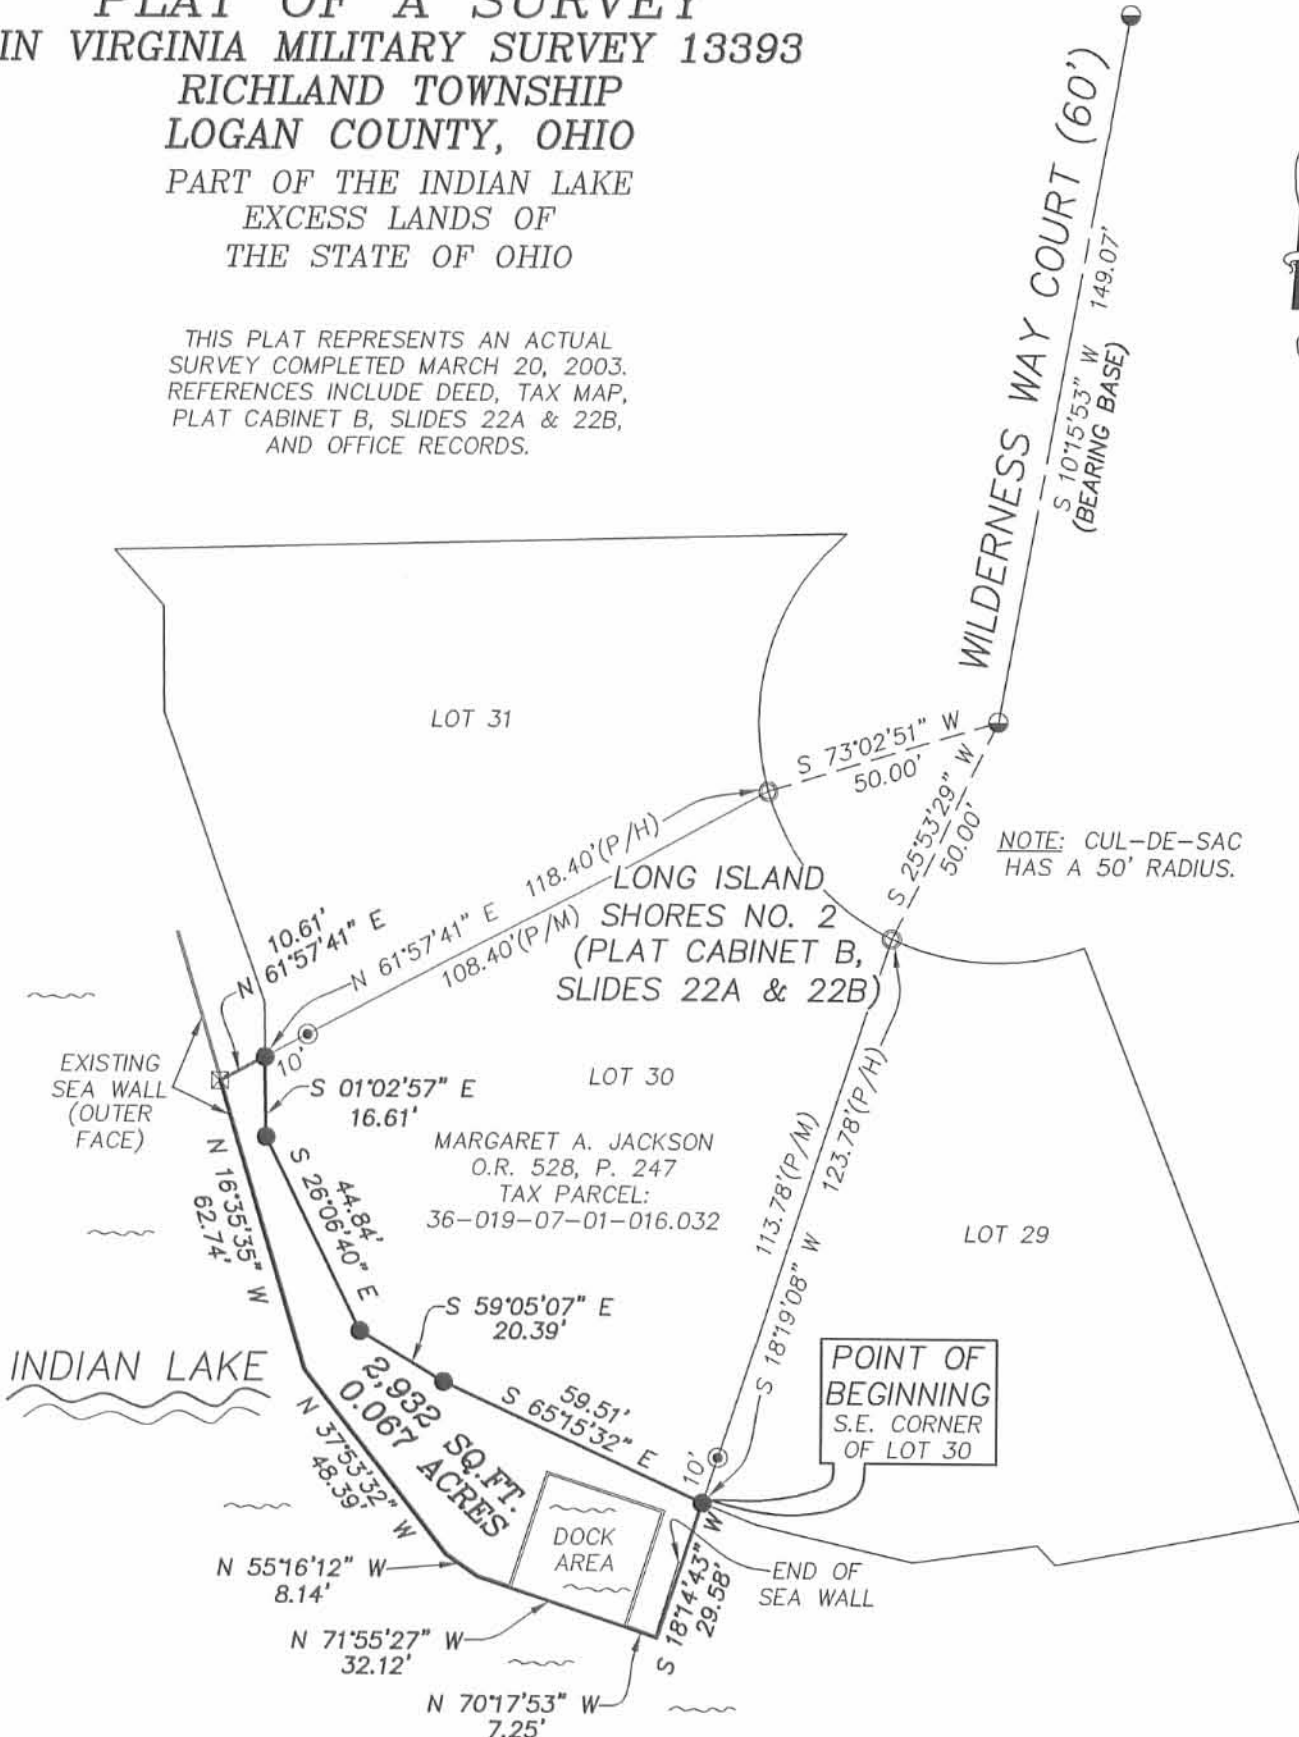 PLAT OF A SURVEY
IN VIRGINIA MILITARY SURVEY 13393
RICHLAND TOWNSHIP
LOGAN COUNTY, OHIO
PART OF THE INDIAN LAKE
EXCESS LANDS OF
THE STATE OF OHIO
THIS PLAT REPRESENTS AN ACTUAL
SURVEY COMPLETED MARCH 20, 2003.
REFERENCES INCLUDE DEED, TAX MAP,
PLAT CABINET B, SLIDES 22A & 22B,
AND OFFICE RECORDS.
WILDERNESS WAY COURT (60')
S 10°15'53" W 149.07'
(BEARING BASE)
LOT 31
S 73°02'51" W
50.00'
S 25°53'29" W
50.00'
NOTE: CUL-DE-SAC
HAS A 50' RADIUS.
118.40'(P/H)
N 61°57'41" E
108.40'(P/M)
LONG ISLAND
SHORES NO. 2
(PLAT CABINET B,
SLIDES 22A & 22B)
10.61'
N 61°57'41" E
10'
EXISTING
SEA WALL
(OUTER
FACE)
S 01°02'57" E
16.61'
LOT 30
MARGARET A. JACKSON
O.R. 528, P. 247
TAX PARCEL:
36-019-07-01-016.032
113.78'(P/M)
123.78'(P/H)
S 18°19'08" W
LOT 29
N 16°35'35" W
62.74'
44.84'
S 26°06'40" E
S 59°05'07" E
20.39'
INDIAN LAKE
2,932 SQ.FT.
0.067 ACRES
59.51'
S 65°15'32" E
10'
POINT OF
BEGINNING
S.E. CORNER
OF LOT 30
N 37°53'32" W
48.39'
DOCK
AREA
END OF
SEA WALL
S 18°14'43" W
29.58'
N 55°16'12" W
8.14'
N 71°55'27" W
32.12'
N 70°17'53" W
7.25'